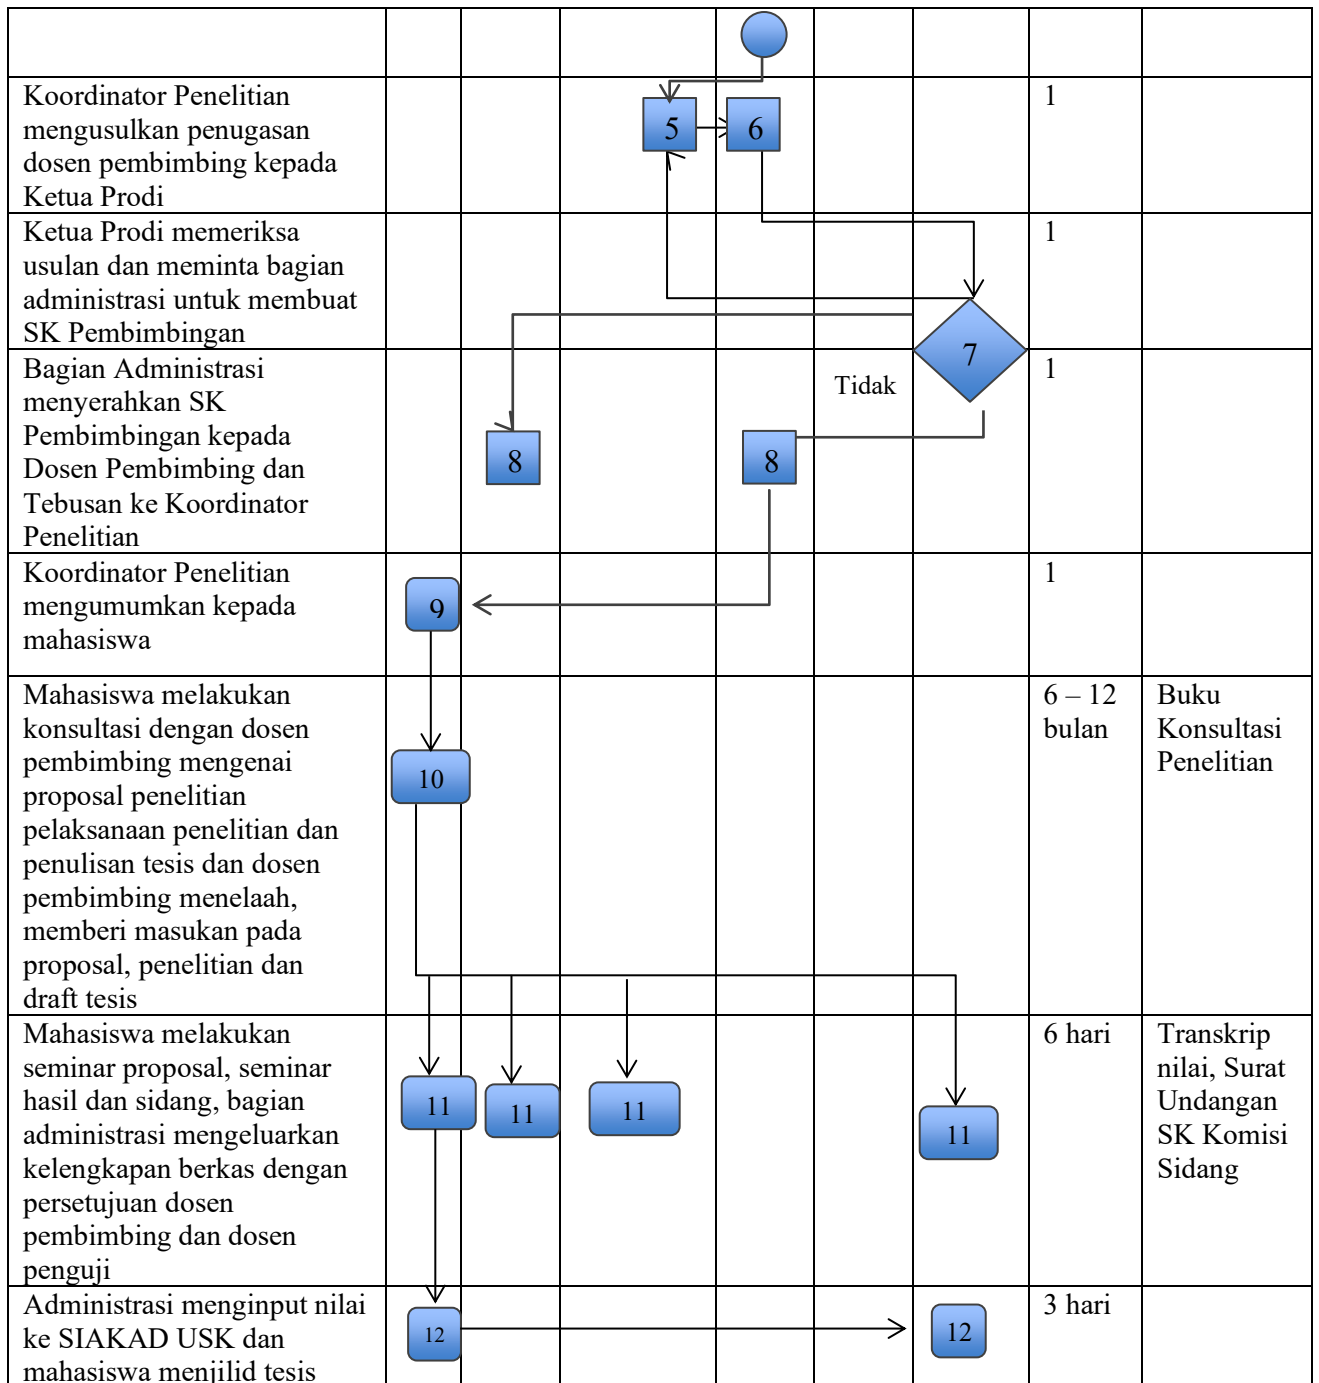 Koordinator Penelitian
mengusulkan penugasan
dosen pembimbing kepada
Ketua Prodi
5
6
1
Ketua Prodi memeriksa
usulan dan meminta bagian
administrasi untuk membuat
SK Pembimbingan
1
7
Bagian Administrasi
menyerahkan SK
Pembimbingan kepada
Dosen Pembimbing dan
Tebusan ke Koordinator
Penelitian
8
8
Tidak
1
Koordinator Penelitian
mengumumkan kepada
mahasiswa
9
1
Mahasiswa melakukan
konsultasi dengan dosen
pembimbing mengenai
proposal penelitian
pelaksanaan penelitian dan
penulisan tesis dan dosen
pembimbing menelaah,
memberi masukan pada
proposal, penelitian dan
draft tesis
10
6 – 12
bulan
Buku
Konsultasi
Penelitian
Mahasiswa melakukan
seminar proposal, seminar
hasil dan sidang, bagian
administrasi mengeluarkan
kelengkapan berkas dengan
persetujuan dosen
pembimbing dan dosen
penguji
11
11
11
11
6 hari
Transkrip
nilai, Surat
Undangan
SK Komisi
Sidang
Administrasi menginput nilai
ke SIAKAD USK dan
mahasiswa menjilid tesis
12
12
3 hari